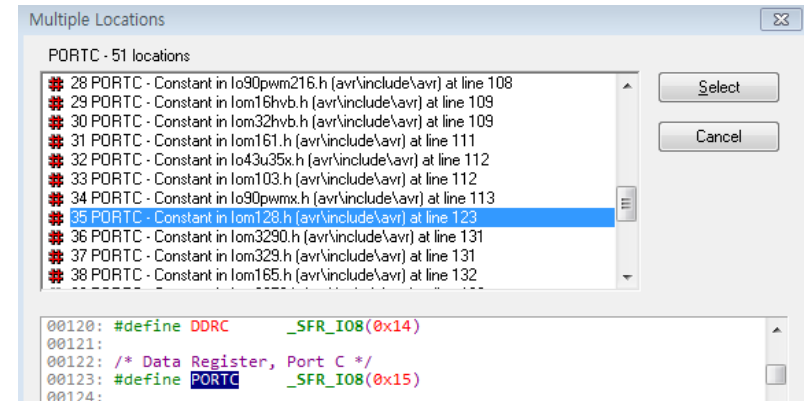 Multiple Locations
PORTC - 51 locations
28 PORTC - Constant in Io90pwm216.h (avr\include\avr) at line 108
29 PORTC - Constant in Iom16hvb.h (avr\include\avr) at line 109
30 PORTC - Constant in Iom32hvb.h (avr\include\avr) at line 109
31 PORTC - Constant in Iom161.h (avr\include\avr) at line 111
32 PORTC - Constant in Io43u35x.h (avr\include\avr) at line 112
33 PORTC - Constant in Iom103.h (avr\include\avr) at line 112
34 PORTC - Constant in Io90pwmx.h (avr\include\avr) at line 113
35 PORTC - Constant in Iom128.h (avr\include\avr) at line 123
36 PORTC - Constant in Iom3290.h (avr\include\avr) at line 131
37 PORTC - Constant in Iom329.h (avr\include\avr) at line 131
38 PORTC - Constant in Iom165.h (avr\include\avr) at line 132
Select
Cancel
00120: #define DDRC _SFR_IO8(0x14)
00121:
00122: /* Data Register, Port C */
00123: #define PORTC _SFR_IO8(0x15)
00124: